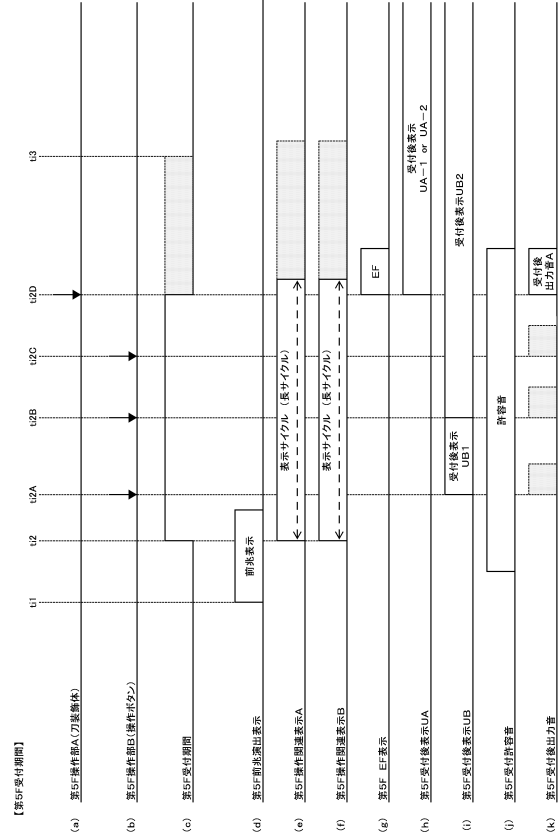 【第5F受付期間】
ti1
ti2
ti2A
ti2B
ti2C
ti2D
ti3
(a) 第5F操作部A(刀装飾体)
(b) 第5F操作部B(操作ボタン)
(c) 第5F受付期間
(d) 第5F前兆演出表示
前兆表示
(e) 第5F操作関連表示A
表示サイクル (長サイクル)
(f) 第5F操作関連表示B
表示サイクル (長サイクル)
(g) 第5F EF表示
EF
(h) 第5F受付後表示UA
受付後表示
UA-1 or UA-2
(i) 第5F受付後表示UB
受付後表示
UB1
受付後表示UB2
(j) 第5F受付許容音
許容音
(k) 第5F受付後出力音
受付後
出力音A